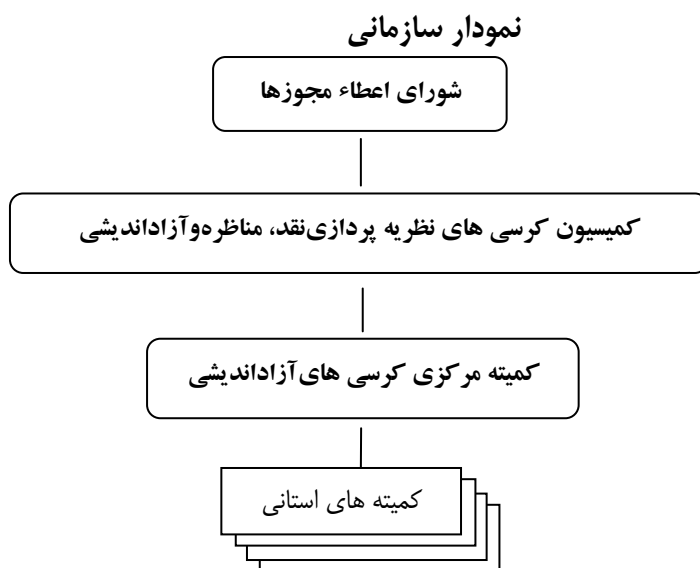 نمودار سازمانی
شورای اعطاء مجوزها
کمیسیون کرسی های نظریه پردازی‌نقد، مناظره‌وآزاداندیشی
کمیته مرکزی کرسی های‌آزاداندیشی
کمیته های استانی